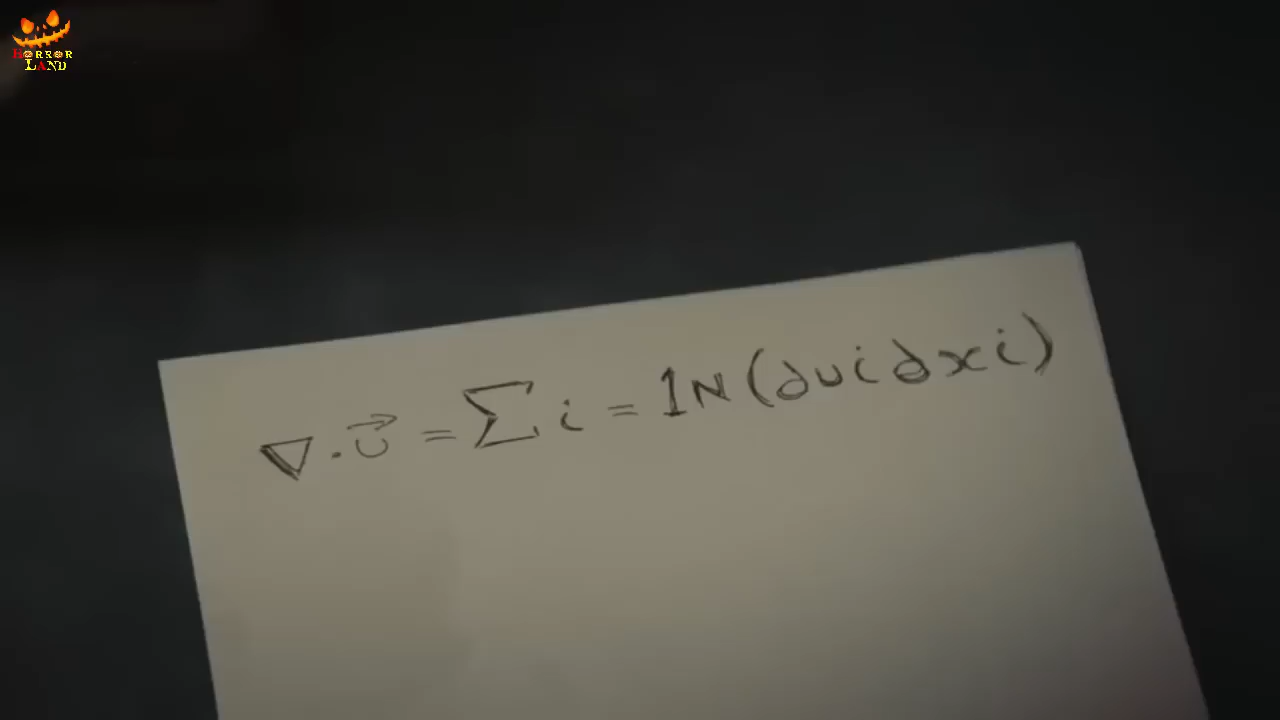 HORROR
LAND
∇ · u⃗ = ∑ i = 1N (∂ui ∂xi)